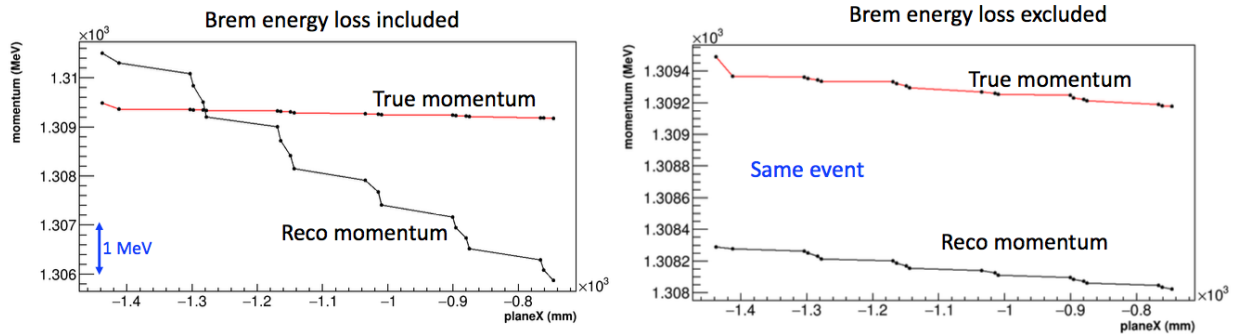 Brem energy loss included
×10³
momentum (MeV)
1.31
1.309
1.308
1.307
1.306
True momentum
Reco momentum
1 MeV
−1.4
−1.3
−1.2
−1.1
−1
−0.9
−0.8
×10³
planeX (mm)
Brem energy loss excluded
×10³
momentum (MeV)
1.3094
1.3092
1.309
1.3088
1.3086
1.3084
1.3082
1.308
True momentum
Same event
Reco momentum
−1.4
−1.3
−1.2
−1.1
−1
−0.9
−0.8
×10³
planeX (mm)